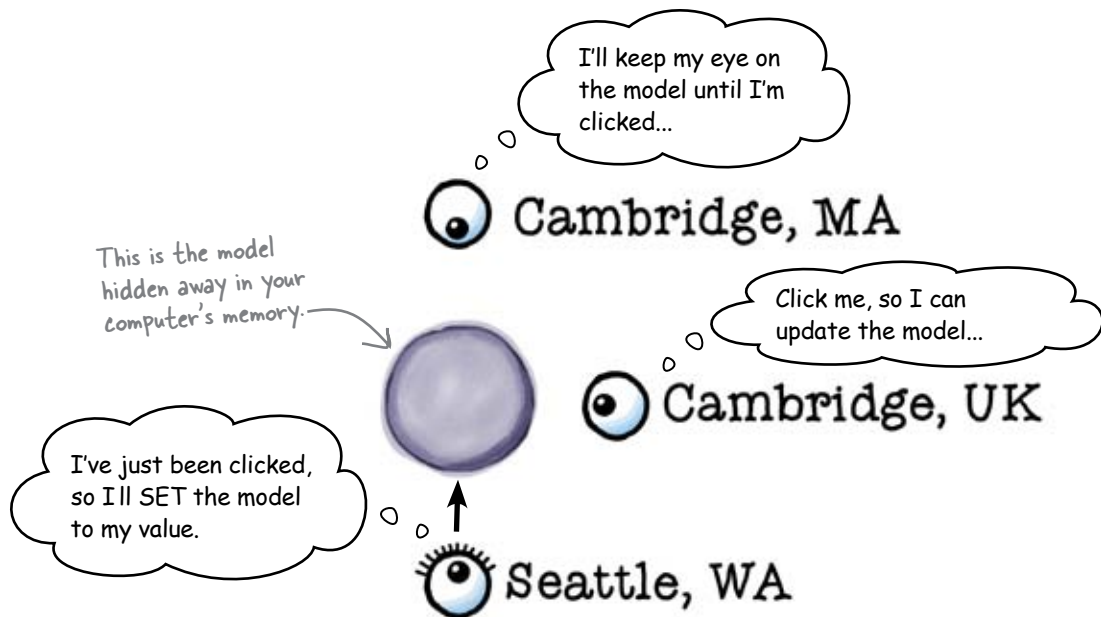 I'll keep my eye on
the model until I'm
clicked...
Cambridge, MA
This is the model
hidden away in your
computer's memory.
Click me, so I can
update the model...
Cambridge, UK
I've just been clicked,
so I ll SET the model
to my value.
Seattle, WA